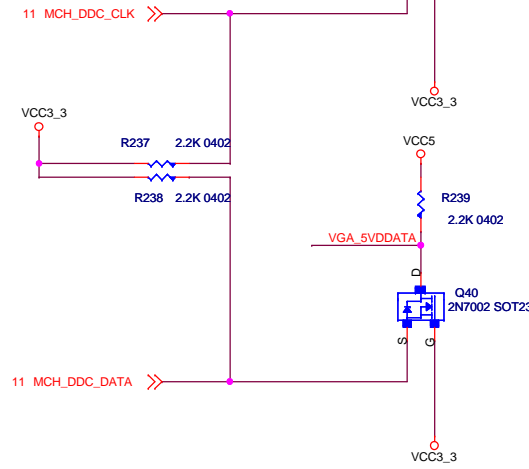 11 MCH_DDC_CLK
VCC3_3
VCC3_3
R237 2.2K 0402
VCC5
R238 2.2K 0402
R239
2.2K 0402
VGA_5VDDATA
D
Q40
2N7002 SOT23
S
G
11 MCH_DDC_DATA
VCC3_3